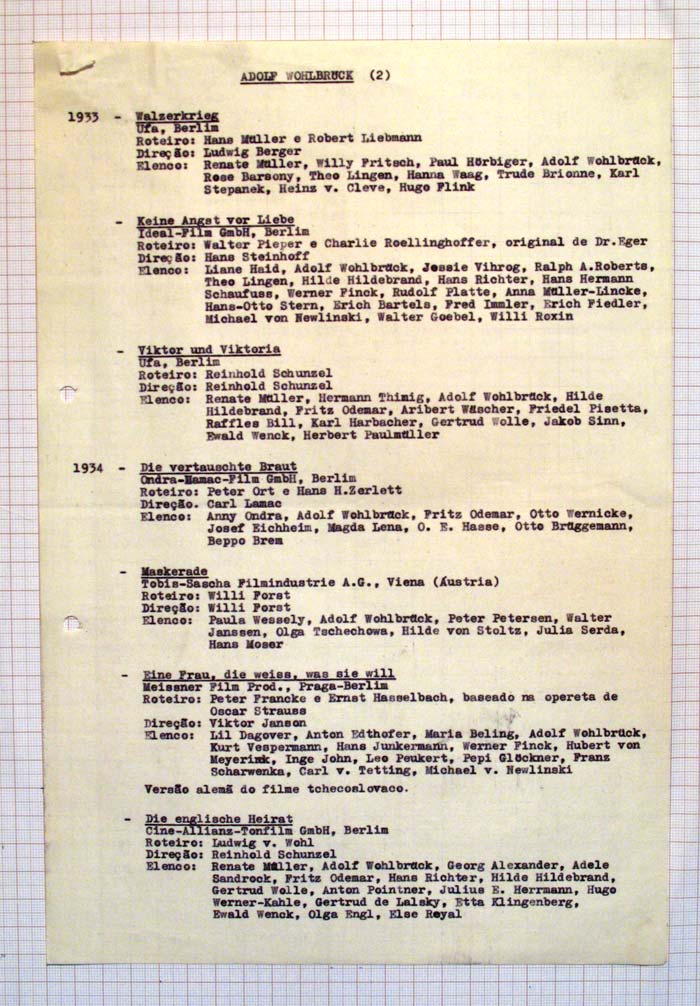 ADOLF WOHLBRÜCK (2)
1933 - Walzerkrieg
Ufa, Berlim
Roteiro: Hans Müller e Robert Liebmann
Direção: Ludwig Berger
Elenco: Renate Müller, Willy Fritsch, Paul Hörbiger, Adolf Wohlbrück,
Rose Barsony, Theo Lingen, Hanna Waag, Trude Brionne, Karl
Stepanek, Heinz v. Cleve, Hugo Flink
- Keine Angst vor Liebe
Ideal-Film GmbH, Berlim
Roteiro: Walter Pieper e Charlie Roellinghoffer, original de Dr.Eger
Direção: Hans Steinhoff
Elenco: Liane Haid, Adolf Wohlbrück, Jessie Vihrog, Ralph A.Roberts,
Theo Lingen, Hilde Hildebrand, Hans Richter, Hans Hermann
Schaufuss, Werner Finck, Rudolf Platte, Anna Müller-Lincke,
Hans-Otto Stern, Erich Bartels, Fred Immler, Erich Fiedler,
Michael von Newlinski, Walter Goebel, Willi Roxin
- Viktor und Viktoria
Ufa, Berlim
Roteiro: Reinhold Schunzel
Direção: Reinhold Schunzel
Elenco: Renate Müller, Hermann Thimig, Adolf Wohlbrück, Hilde
Hildebrand, Fritz Odemar, Aribert Wäscher, Friedel Pisetta,
Raffles Bill, Karl Harbacher, Gertrud Wolle, Jakob Sinn,
Ewald Wenck, Herbert Paulmüller
1934 - Die vertauschte Braut
Ondra-Mamac-Film GmbH, Berlim
Roteiro: Peter Ort e Hans H.Zerlett
Direção. Carl Lamac
Elenco: Anny Ondra, Adolf Wohlbrück, Fritz Odemar, Otto Wernicke,
Josef Eichheim, Magda Lena, O. E. Hasse, Otto Brüggemann,
Beppo Brem
- Maskerade
Tobis-Sascha Filmindustrie A.G., Viena (Áustria)
Roteiro: Willi Forst
Direção: Willi Forst
Elenco: Paula Wessely, Adolf Wohlbrück, Peter Petersen, Walter
Janssen, Olga Tschechowa, Hilde von Stoltz, Julia Serda,
Hans Moser
- Eine Frau, die weiss, was sie will
Meissner Film Prod., Praga-Berlim
Roteiro: Peter Francke e Ernst Hasselbach, baseado na opereta de
Oscar Strauss
Direção: Viktor Janson
Elenco: Lil Dagover, Anton Edthofer, Maria Beling, Adolf Wohlbrück,
Kurt Vespermann, Hans Junkermann, Werner Finck, Hubert von
Meyerink, Inge John, Leo Peukert, Pepi Glöckner, Franz
Scharwenka, Carl v. Tetting, Michael v. Newlinski
Versão alemã do filme tchecoslovaco.
- Die englische Heirat
Cine-Allianz-Tonfilm GmbH, Berlim
Roteiro: Ludwig v. Wohl
Direção: Reinhold Schunzel
Elenco: Renate Müller, Adolf Wohlbrück, Georg Alexander, Adele
Sandrock, Fritz Odemar, Hans Richter, Hilde Hildebrand,
Gertrud Wolle, Anton Pointner, Julius E. Herrmann, Hugo
Werner-Kahle, Gertrud de Lalsky, Etta Klingenberg,
Ewald Wenck, Olga Engl, Else Reyal